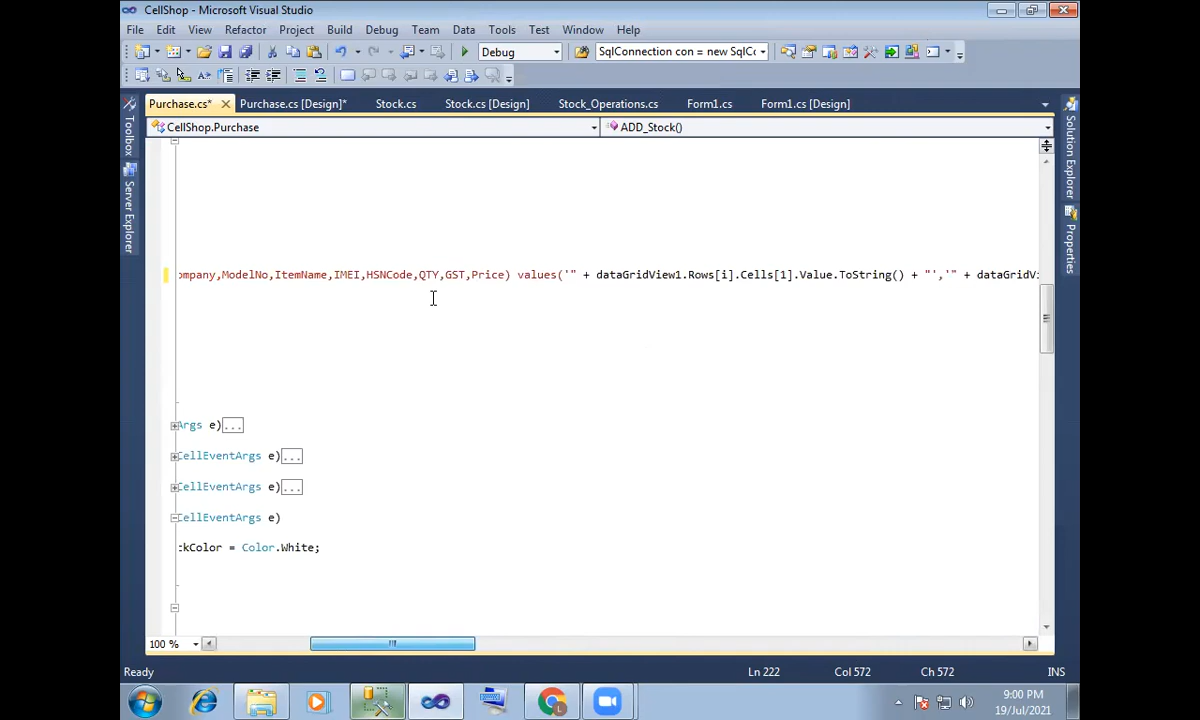 CellShop - Microsoft Visual Studio
File Edit View Refactor Project Build Debug Team Data Tools Test Window Help
Debug SqlConnection con = new SqlCo
Purchase.cs* X Purchase.cs [Design]* Stock.cs Stock.cs [Design] Stock_Operations.cs Form1.cs Form1.cs [Design]
CellShop.Purchase ADD_Stock()
Toolbox
Server Explorer
Solution Explorer
Properties
ompany,ModelNo,ItemName,IMEI,HSNCode,QTY,GST,Price) values('" + dataGridView1.Rows[i].Cells[1].Value.ToString() + "','" + dataGridVi
Args e)...
CellEventArgs e)...
CellEventArgs e)...
CellEventArgs e)
ckColor = Color.White;
100 %
Ready Ln 222 Col 572 Ch 572 INS
9:00 PM
19/Jul/2021